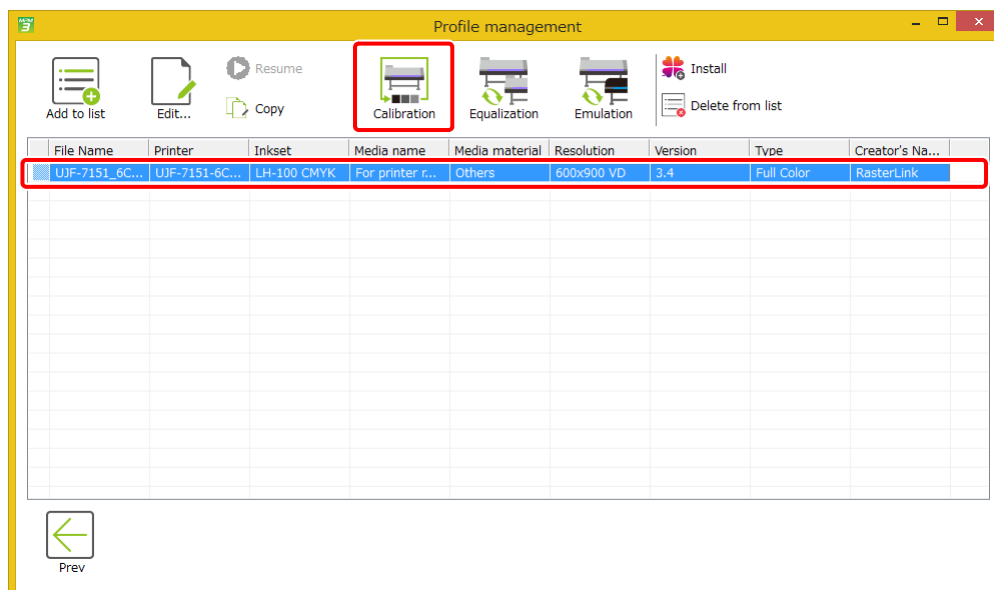 MPM
3
Profile management
Add to list
Edit...
Resume
Copy
Calibration
Equalization
Emulation
Install
Delete from list
File Name Printer Inkset Media name Media material Resolution Version Type Creator's Na...
UJF-7151_6C... UJF-7151-6C... LH-100 CMYK For printer r... Others 600x900 VD 3.4 Full Color RasterLink
Prev